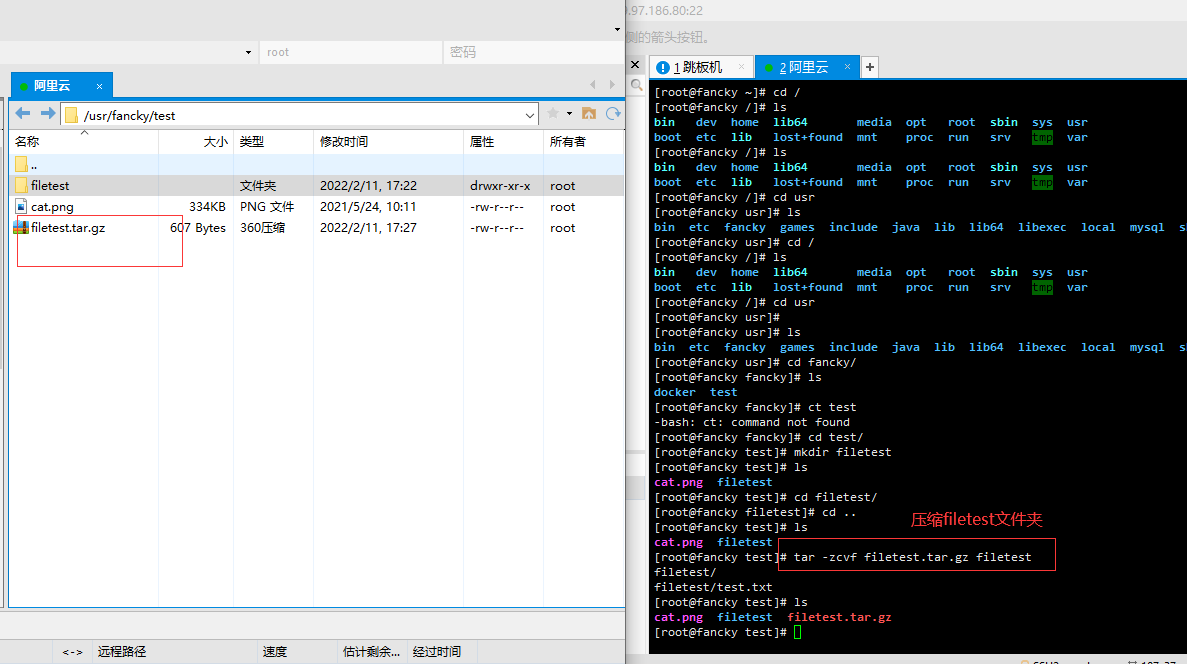 root 密码
阿里云 ×
/usr/fancky/test
名称 大小 类型 修改时间 属性 所有者
..
filetest 文件夹 2022/2/11, 17:22 drwxr-xr-x root
cat.png 334KB PNG 文件 2021/5/24, 10:11 -rw-r--r-- root
filetest.tar.gz 607 Bytes 360压缩 2022/2/11, 17:27 -rw-r--r-- root
<-> 远程路径 速度 估计剩余... 经过时间
.97.186.80:22
侧的箭头按钮。
1 跳板机 × 2 阿里云 × +
[root@fancky ~]# cd /
[root@fancky /]# ls
bin dev home lib64 media opt root sbin sys usr
boot etc lib lost+found mnt proc run srv tmp var
[root@fancky /]# ls
bin dev home lib64 media opt root sbin sys usr
boot etc lib lost+found mnt proc run srv tmp var
[root@fancky /]# cd usr
[root@fancky usr]# ls
bin etc fancky games include java lib lib64 libexec local mysql
[root@fancky usr]# cd /
[root@fancky /]# ls
bin dev home lib64 media opt root sbin sys usr
boot etc lib lost+found mnt proc run srv tmp var
[root@fancky /]# cd usr
[root@fancky usr]#
[root@fancky usr]# ls
bin etc fancky games include java lib lib64 libexec local mysql
[root@fancky usr]# cd fancky/
[root@fancky fancky]# ls
docker test
[root@fancky fancky]# ct test
-bash: ct: command not found
[root@fancky fancky]# cd test/
[root@fancky test]# mkdir filetest
[root@fancky test]# ls
cat.png filetest
[root@fancky test]# cd filetest/
[root@fancky filetest]# cd ..
压缩filetest文件夹
[root@fancky test]# ls
cat.png filetest
[root@fancky test]# tar -zcvf filetest.tar.gz filetest
filetest/
filetest/test.txt
[root@fancky test]# ls
cat.png filetest filetest.tar.gz
[root@fancky test]#